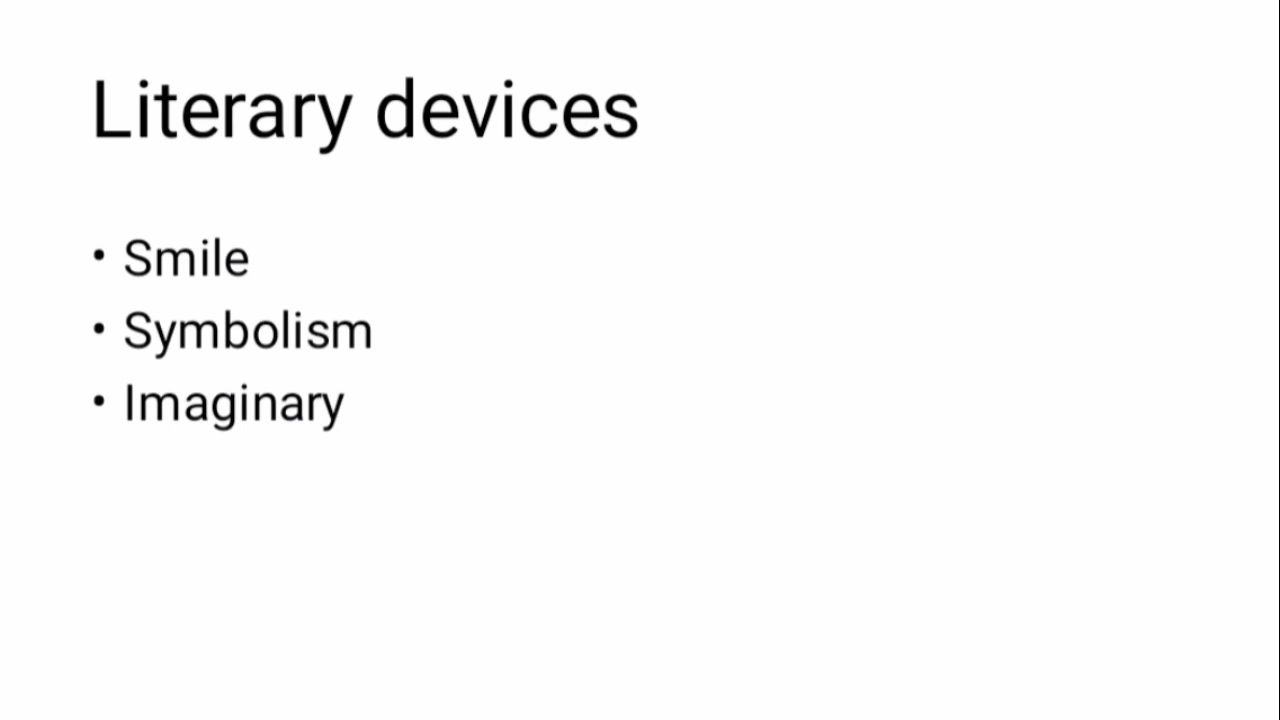 Literary devices
• Smile
• Symbolism
• Imaginary